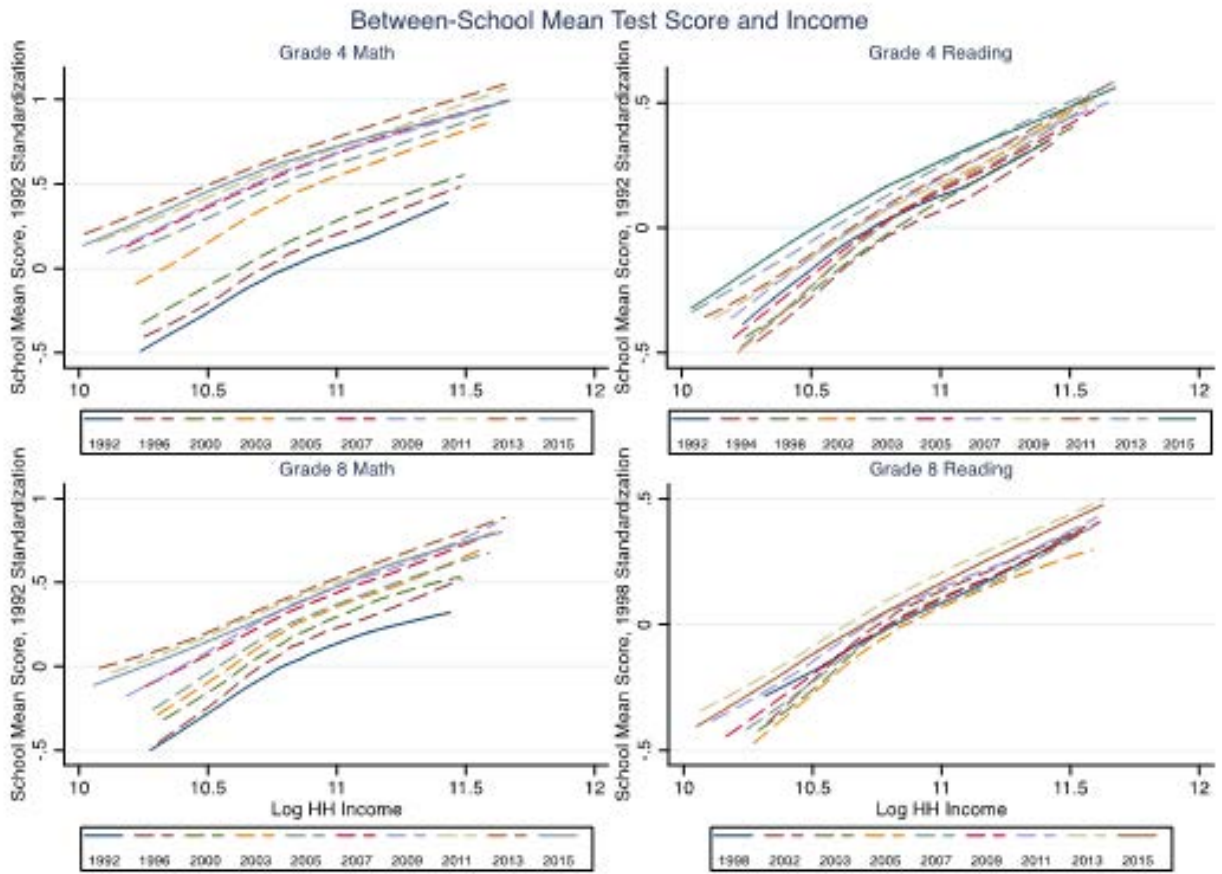 Between-School Mean Test Score and Income
Grade 4 Math
School Mean Score, 1992 Standardization
1
.5
0
-.5
10
10.5
11
11.5
12
1992 1996 2000 2003 2005 2007 2009 2011 2013 2015
Grade 4 Reading
School Mean Score, 1992 Standardization
.5
0
-.5
10
10.5
11
11.5
12
1992 1994 1998 2002 2003 2005 2007 2009 2011 2013 2015
Grade 8 Math
School Mean Score, 1992 Standardization
1
.5
0
-.5
10
10.5
11
11.5
12
Log HH Income
1992 1996 2000 2003 2005 2007 2009 2011 2013 2015
Grade 8 Reading
School Mean Score, 1998 Standardization
.5
0
-.5
10
10.5
11
11.5
12
Log HH Income
1998 2002 2003 2005 2007 2009 2011 2013 2015